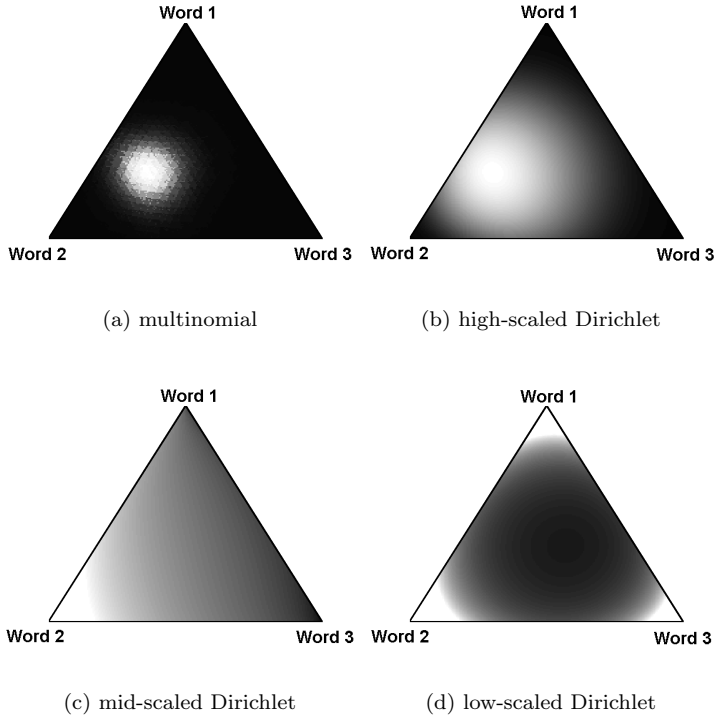 Word 1
Word 1
Word 2
Word 3
Word 2
Word 3
(a) multinomial
(b) high-scaled Dirichlet
Word 1
Word 1
Word 2
Word 3
Word 2
Word 3
(c) mid-scaled Dirichlet
(d) low-scaled Dirichlet